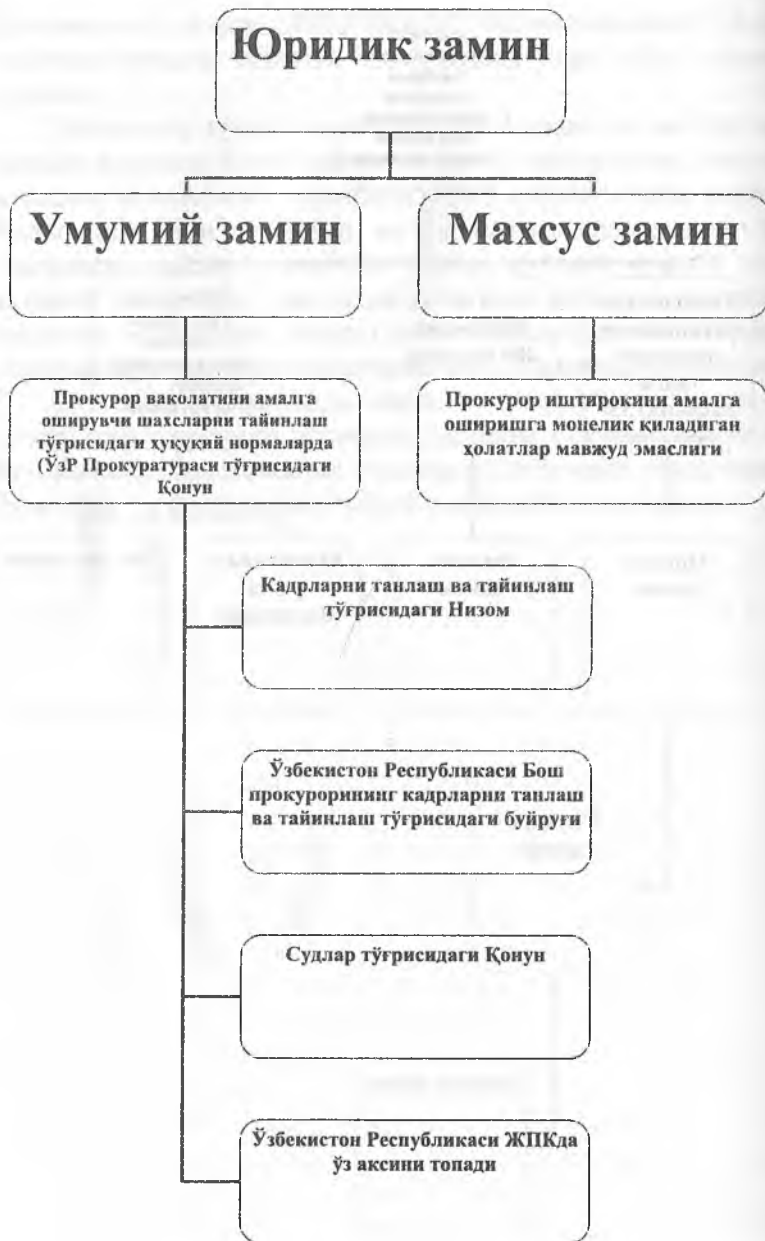 Юридик замин
Умумий замин
Махсус замин
Прокурор ваколатини амалга
оширувчи шахсларни тайинлаш
тўғрисидаги ҳуқуқий нормаларда
(ЎзР Прокуратураси тўғрисидаги
Қонун
Прокурор иштирокини амалга
оширишга монелик қиладиган
ҳолатлар мавжуд эмаслиги
Кадрларни танлаш ва тайинлаш
тўғрисидаги Низом
Ўзбекистон Республикаси Бош
прокурорининг кадрларни танлаш
ва тайинлаш тўғрисидаги буйруғи
Судлар тўғрисидаги Қонун
Ўзбекистон Республикаси ЖПКда
ўз аксини топади